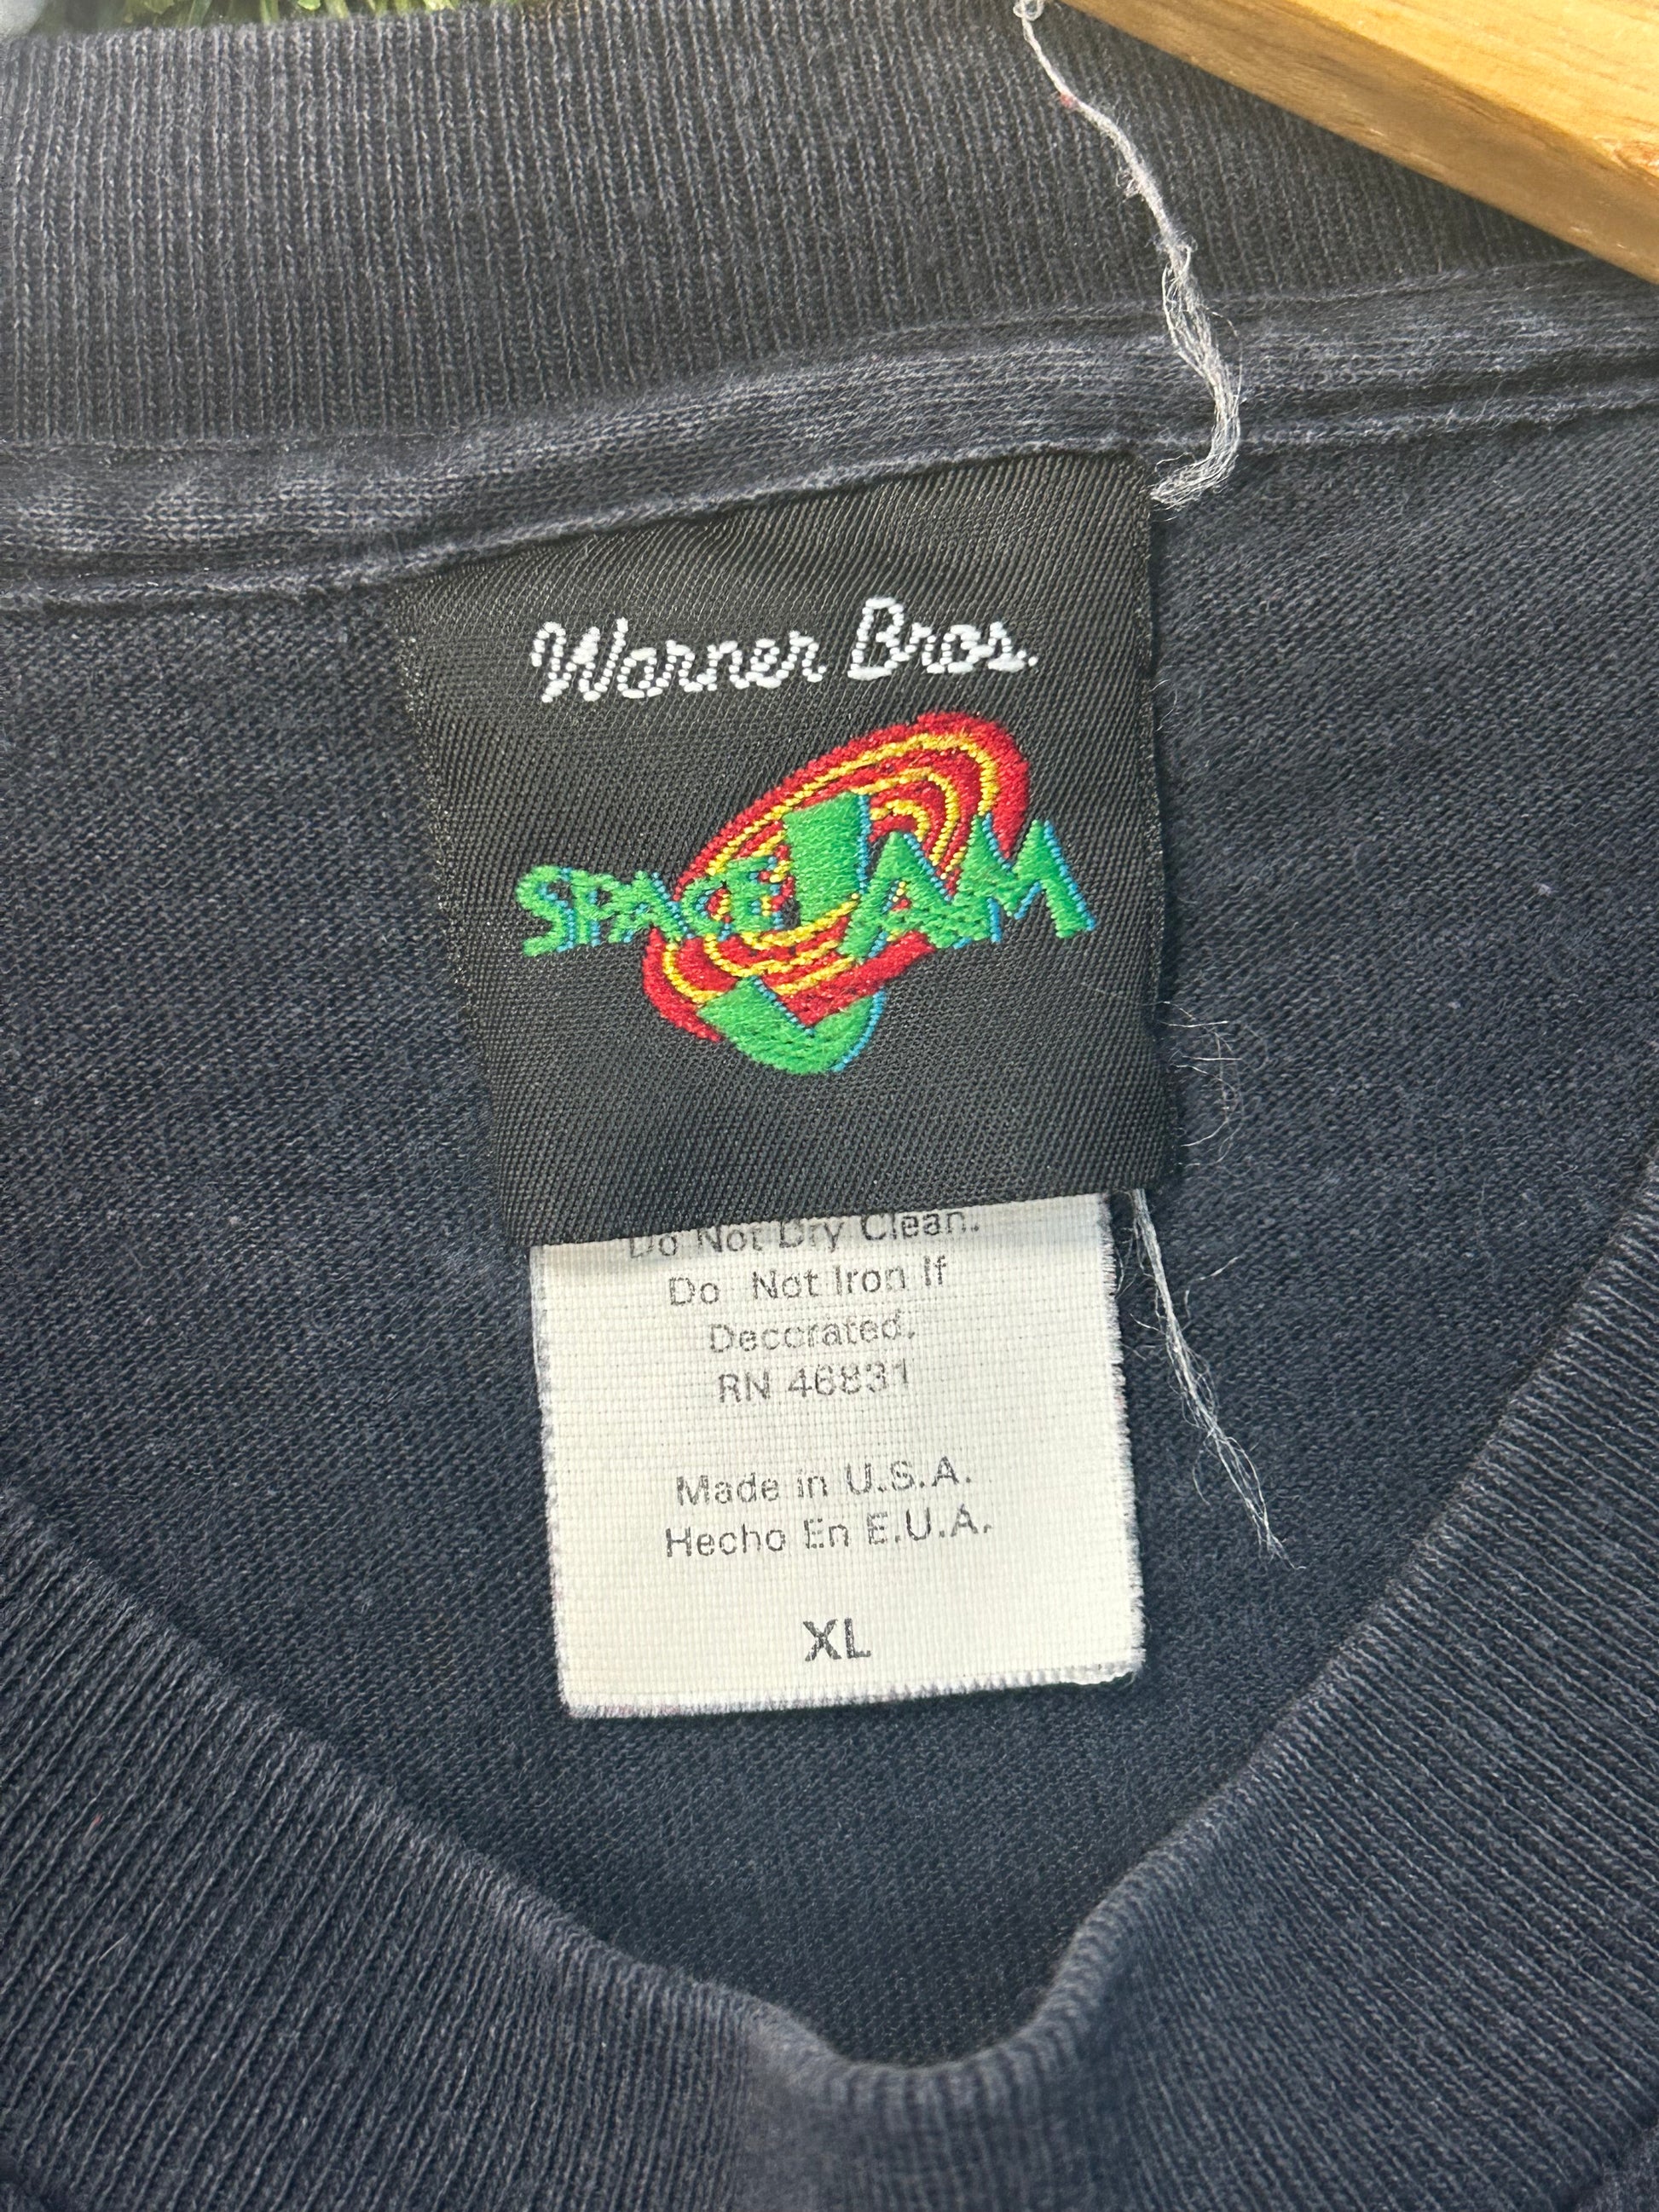 Warner Bros.
SPACE JAM
Do Not Dry Clean.
Do Not Iron If
Decorated.
RN 46831
Made in U.S.A.
Hecho En E.U.A.
XL